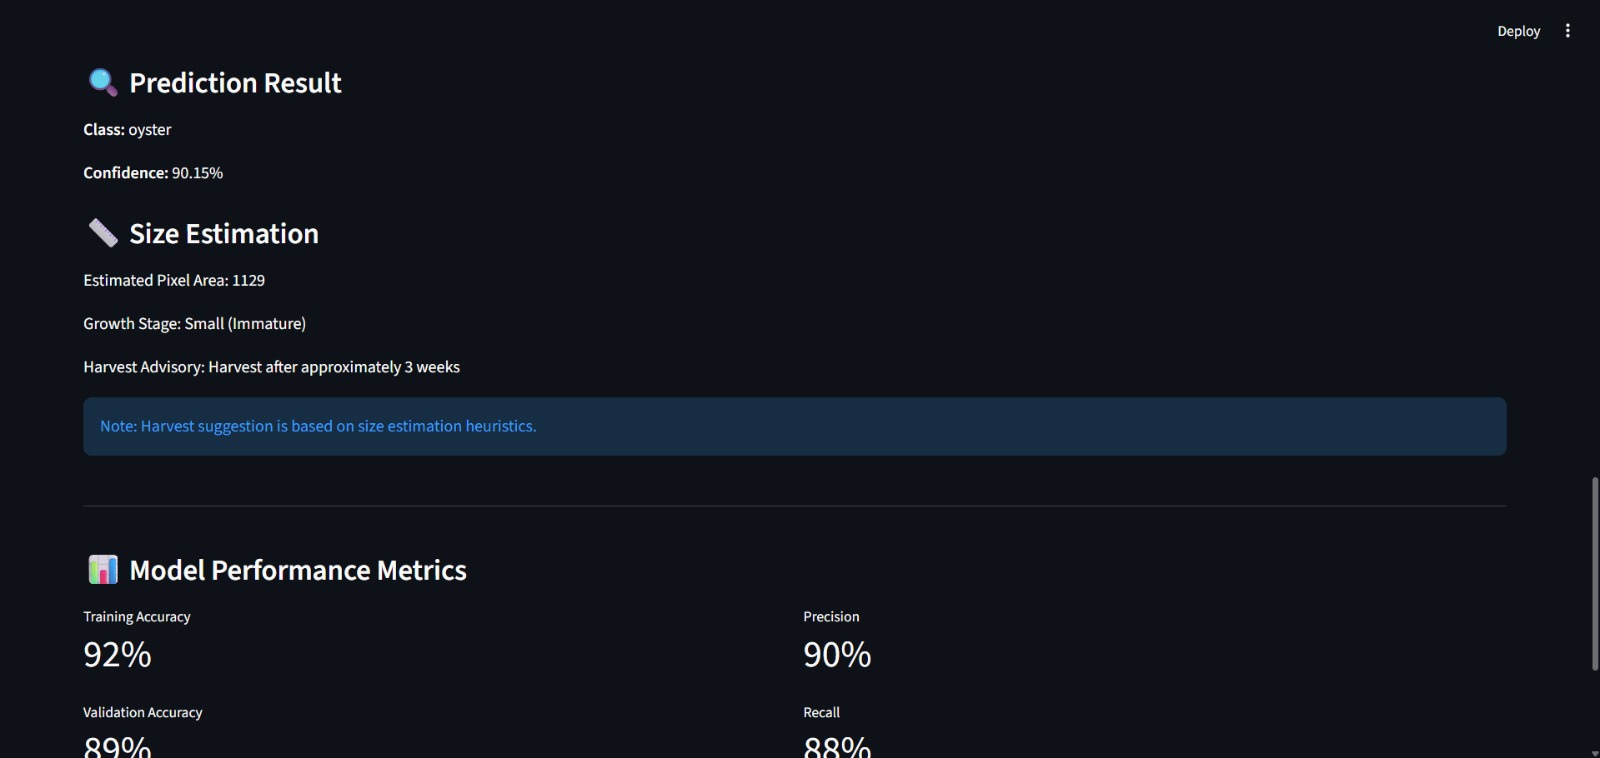 Deploy
Prediction Result
Class: oyster
Confidence: 90.15%
Size Estimation
Estimated Pixel Area: 1129
Growth Stage: Small (Immature)
Harvest Advisory: Harvest after approximately 3 weeks
Note: Harvest suggestion is based on size estimation heuristics.
Model Performance Metrics
Training Accuracy
92%
Precision
90%
Validation Accuracy
89%
Recall
88%